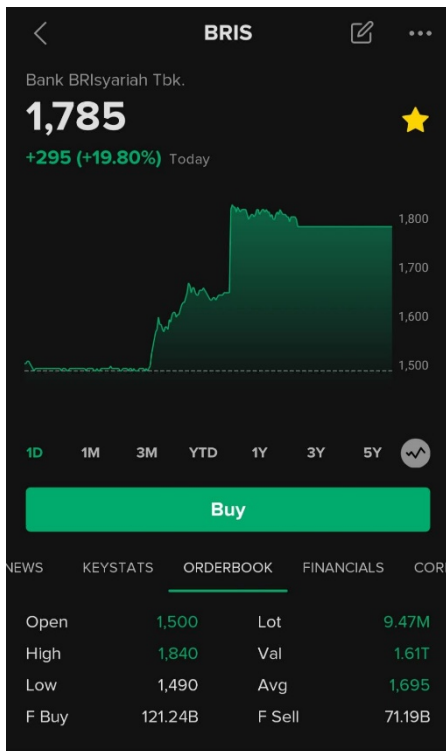 BRIS
Bank BRIsyariah Tbk.
1,785
+295 (+19.80%) Today
1,800
1,700
1,600
1,500
1D 1M 3M YTD 1Y 3Y 5Y
Buy
NEWS KEYSTATS ORDERBOOK FINANCIALS COR
Open 1,500 Lot 9.47M
High 1,840 Val 1.61T
Low 1,490 Avg 1,695
F Buy 121.24B F Sell 71.19B